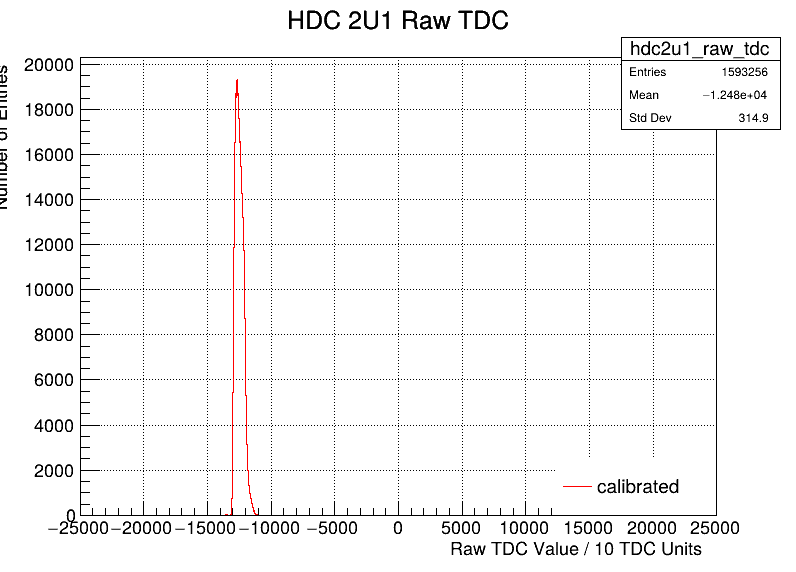 HDC 2U1 Raw TDC
hdc2u1_raw_tdc
Entries 1593256
Mean −1.248e+04
Std Dev 314.9
Number of Entries
20000
18000
16000
14000
12000
10000
8000
6000
4000
2000
0
calibrated
−25000 −20000 −15000 −10000 −5000 0 5000 10000 15000 20000 25000
Raw TDC Value / 10 TDC Units